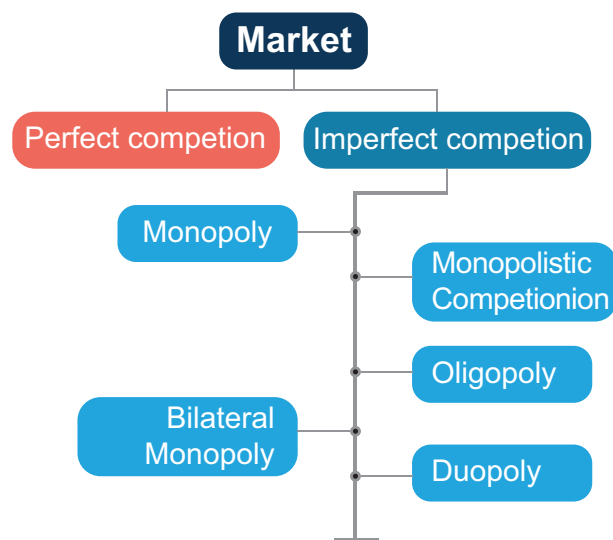 Market
Perfect competion
Imperfect competion
Monopoly
Monopolistic
Competionion
Oligopoly
Bilateral
Monopoly
Duopoly